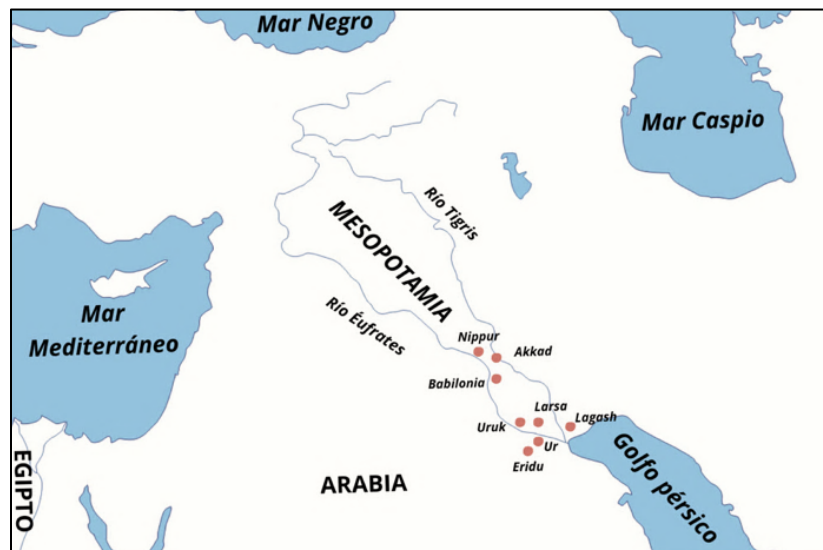 Mar Negro
Mar Caspio
Río Tigris
MESOPOTAMIA
Mar
Mediterráneo
Río Éufrates
Nippur
Akkad
Babilonia
Larsa
Lagash
Uruk
Ur
Eridu
Golfo pérsico
EGIPTO
ARABIA